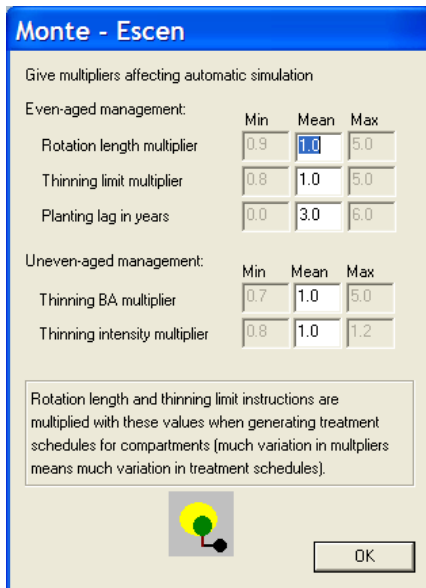 Monte - Escen
Give multipliers affecting automatic simulation
Even-aged management:
Min Mean Max
Rotation length multiplier 0.9 1.0 5.0
Thinning limit multiplier 0.8 1.0 5.0
Planting lag in years 0.0 3.0 6.0
Uneven-aged management:
Min Mean Max
Thinning BA multiplier 0.7 1.0 5.0
Thinning intensity multiplier 0.8 1.0 1.2
Rotation length and thinning limit instructions are
multiplied with these values when generating treatment
schedules for compartments (much variation in multpliers
means much variation in treatment schedules).
OK